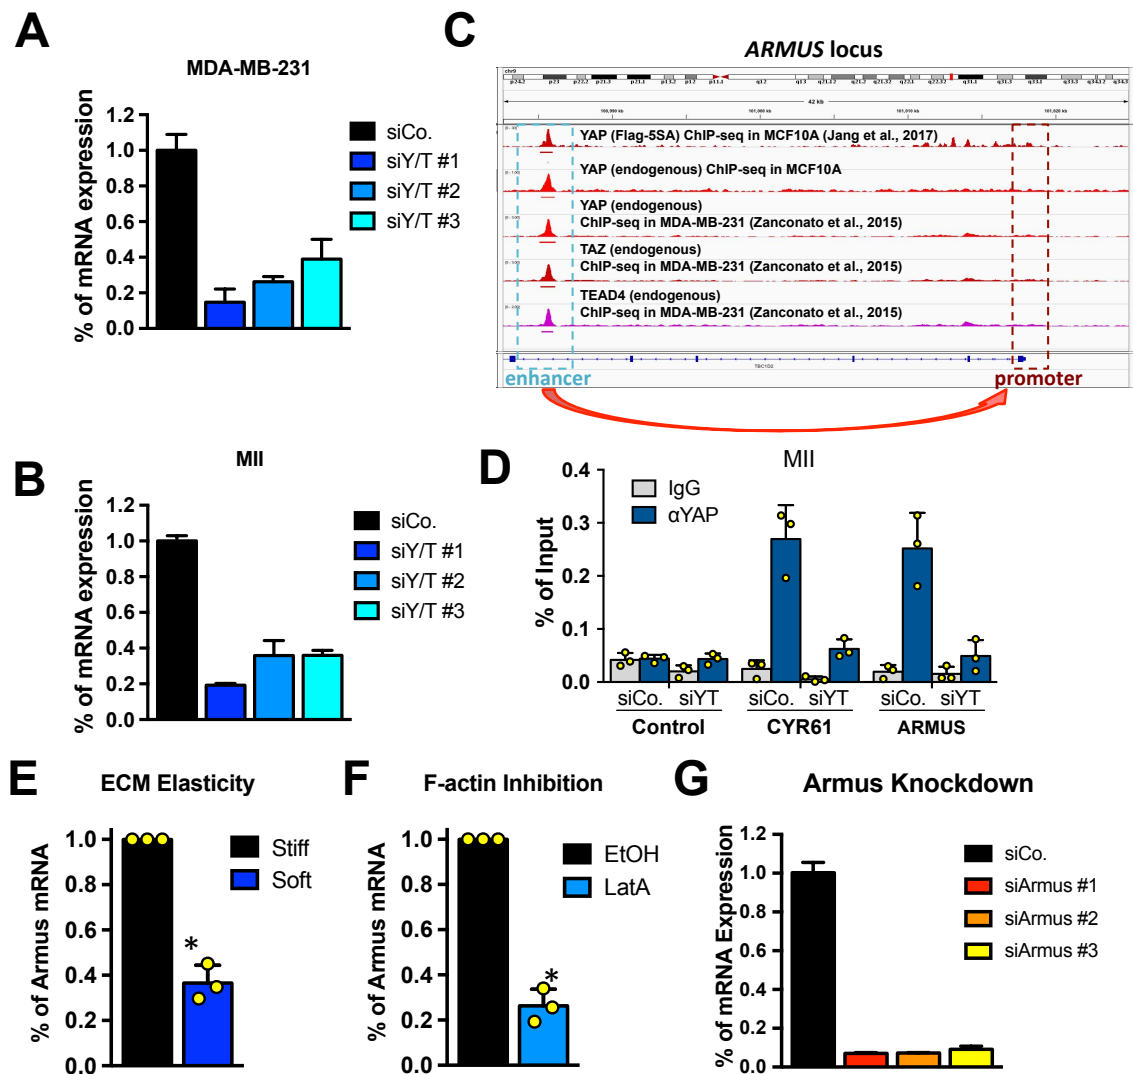 A
MDA-MB-231
% of mRNA expression
1.2
1.0
0.8
0.6
0.4
0.2
0.0
siCo.
siY/T #1
siY/T #2
siY/T #3
C
ARMUS locus
chr9
42 kb
YAP (Flag-5SA) ChIP-seq in MCF10A (Jang et al., 2017)
YAP (endogenous) ChIP-seq in MCF10A
YAP (endogenous)
ChIP-seq in MDA-MB-231 (Zanconato et al., 2015)
TAZ (endogenous)
ChIP-seq in MDA-MB-231 (Zanconato et al., 2015)
TEAD4 (endogenous)
ChIP-seq in MDA-MB-231 (Zanconato et al., 2015)
TBC1D2
enhancer
promoter
B
MII
% of mRNA expression
1.2
1.0
0.8
0.6
0.4
0.2
0.0
siCo.
siY/T #1
siY/T #2
siY/T #3
D
MII
% of Input
0.4
0.3
0.2
0.1
0.0
IgG
αYAP
siCo. siYT siCo. siYT siCo. siYT
Control CYR61 ARMUS
E
ECM Elasticity
% of Armus mRNA
1.0
0.8
0.6
0.4
0.2
0.0
Stiff
Soft
*
F
F-actin Inhibition
% of Armus mRNA
1.0
0.8
0.6
0.4
0.2
0.0
EtOH
LatA
*
G
Armus Knockdown
% of mRNA Expression
1.2
1.0
0.8
0.6
0.4
0.2
0.0
siCo.
siArmus #1
siArmus #2
siArmus #3